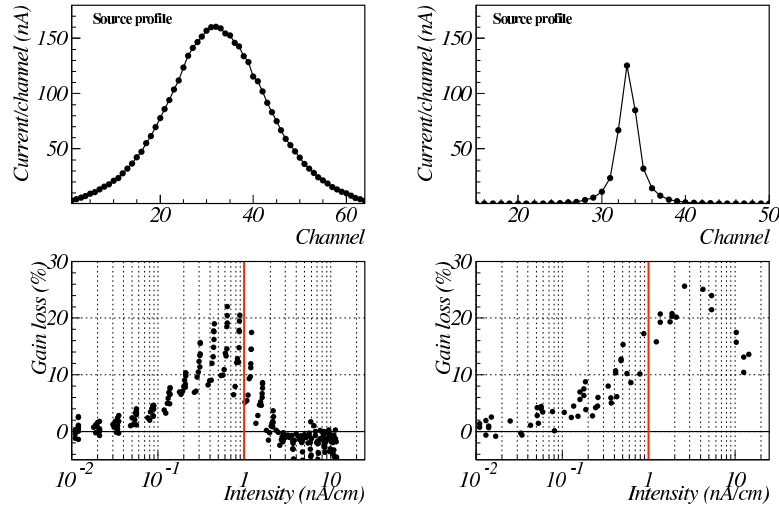 Source profile
Current/channel (nA)
150
100
50
20
40
60
Channel
Source profile
Current/channel (nA)
150
100
50
20
30
40
50
Channel
Gain loss (%)
30
20
10
0
10^-2
10^-1
1
10
Intensity (nA/cm)
Gain loss (%)
30
20
10
0
10^-2
10^-1
1
10
Intensity (nA/cm)